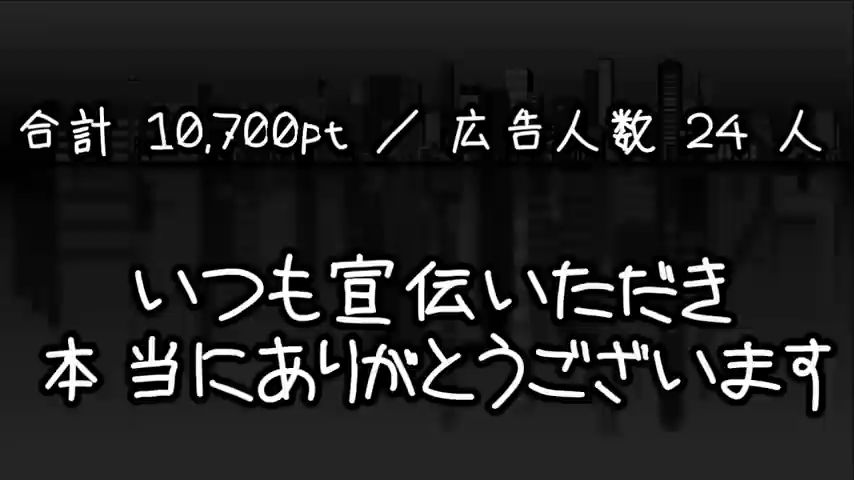 合計 10,700pt ／ 広告人数 24 人
いつも宣伝いただき
本当にありがとうございます